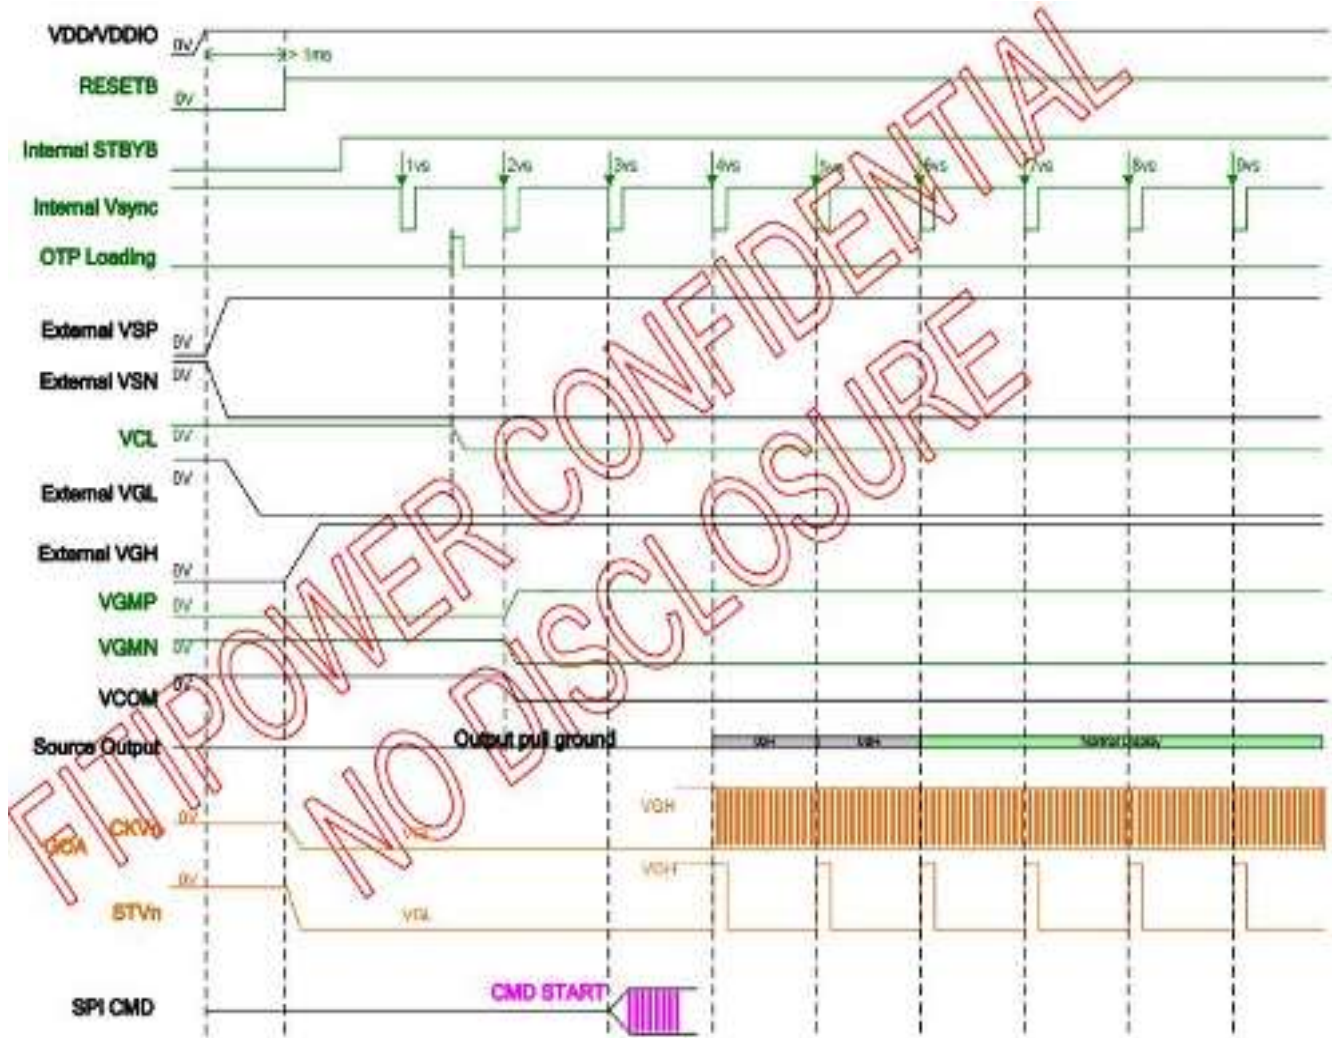 VDD/VDDIO
0V
> 1ms
RESETB
0V
Internal STBYB
1vs 2vs 3vs 4vs 5vs 6vs 7vs 8vs 9vs
Internal Vsync
OTP Loading
External VSP
0V
External VSN
0V
VCL
0V
External VGL
0V
External VGH
0V
VGMP
0V
VGMN
0V
VCOM
0V
Source Output
Output pull ground
Normal Display
CKVn
0V
VGH
GOA
0V
VGH
STVn
VGL
CMD START
SPI CMD
FITIPOWER CONFIDENTIAL
NO DISCLOSURE